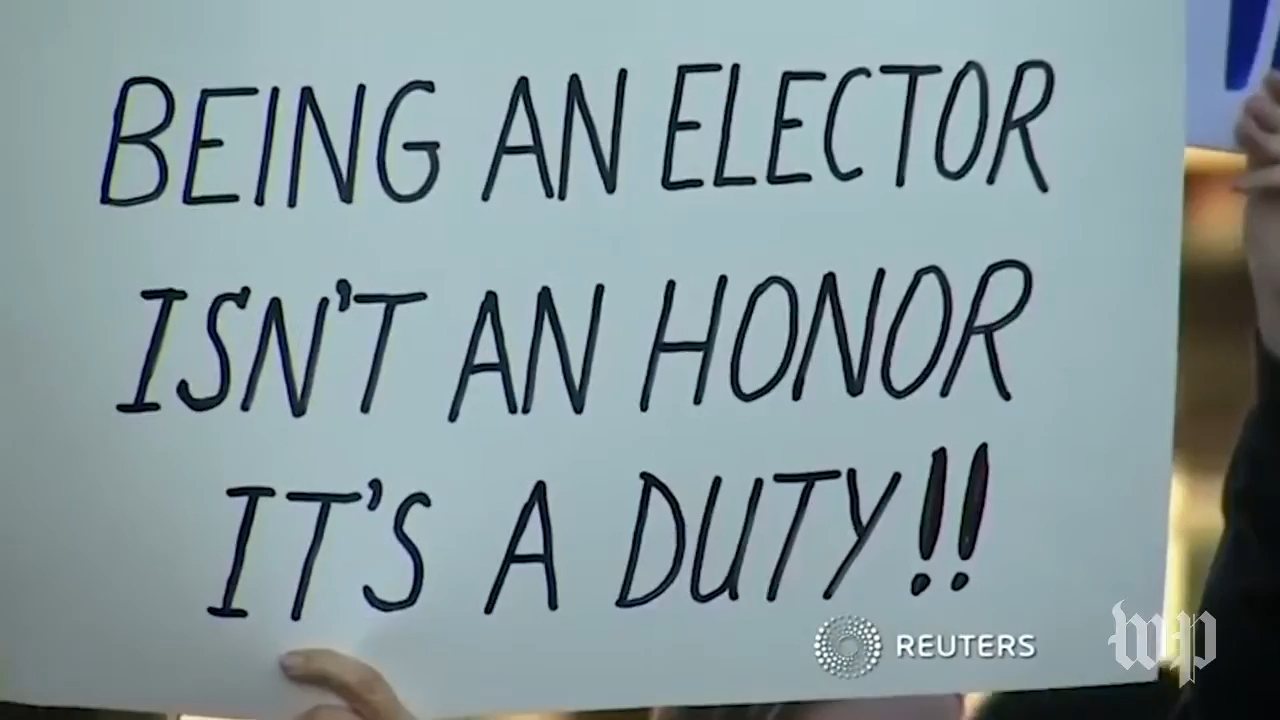 BEING AN ELECTOR
ISN'T AN HONOR
IT'S A DUTY!!
REUTERS
wp